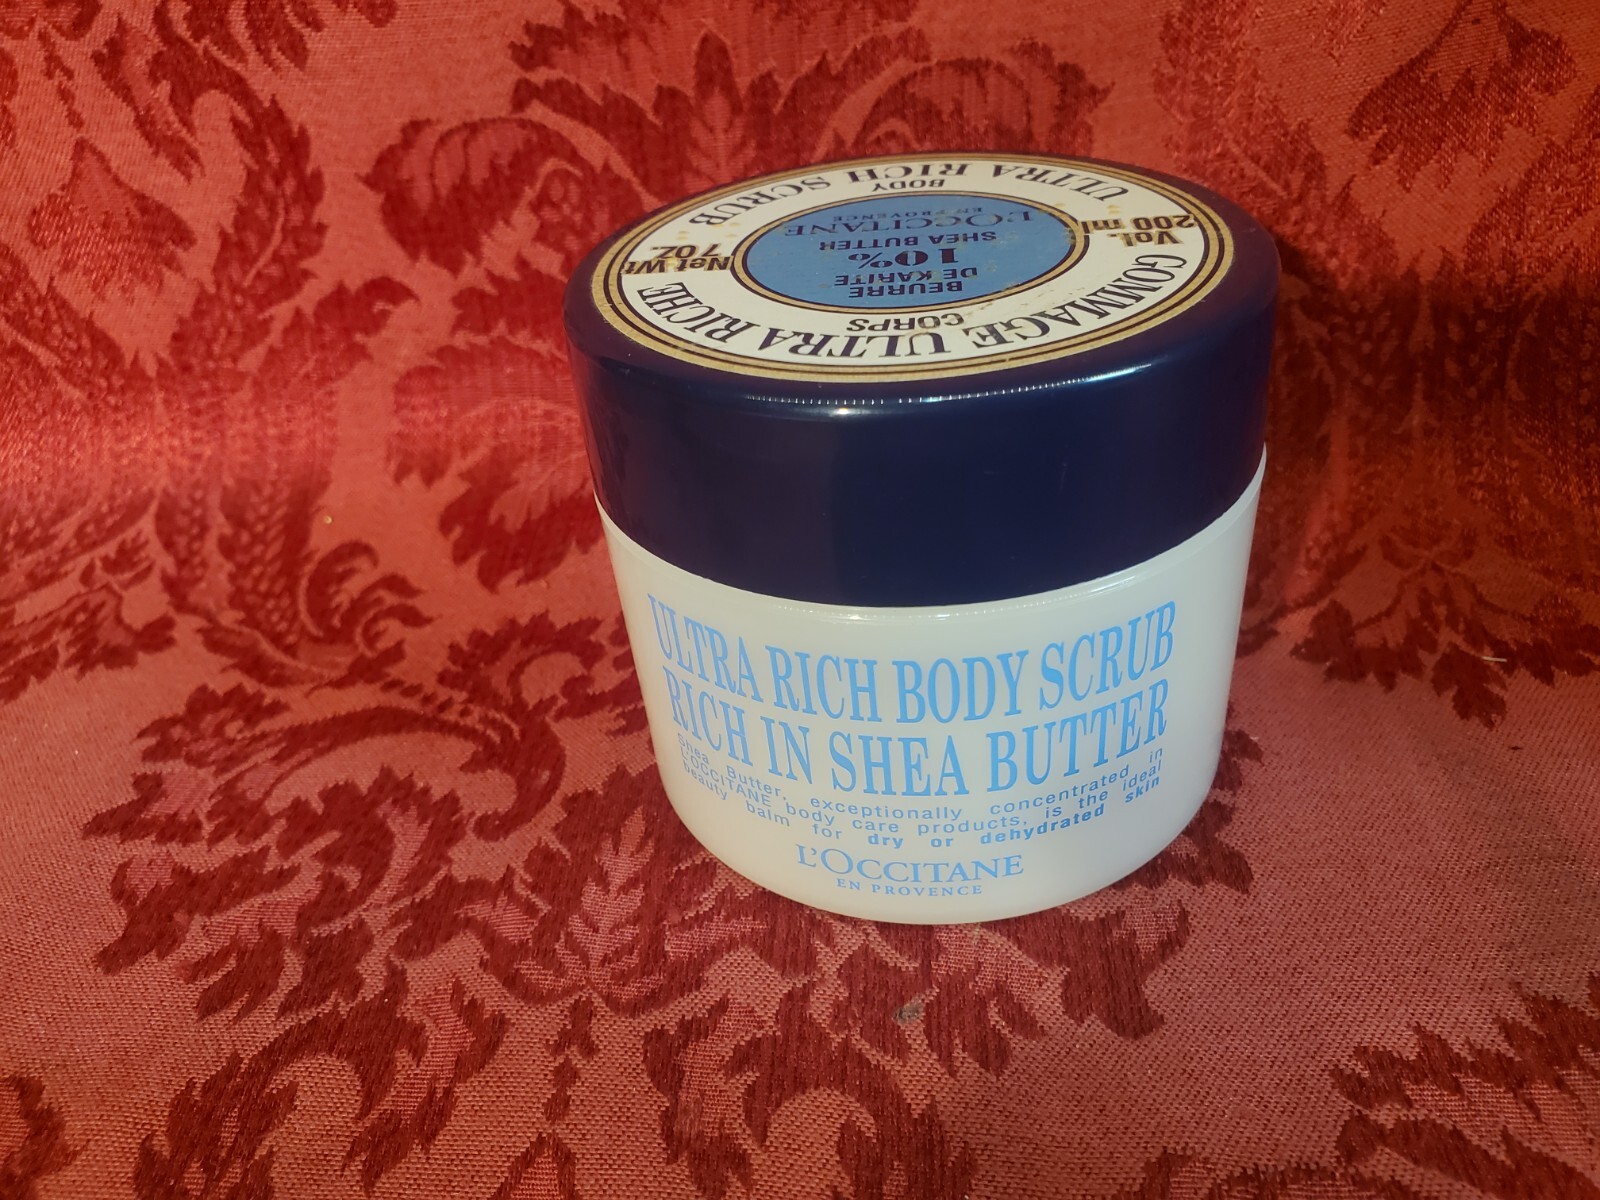 ULTRA RICH SCRUB
BODY
Vol.
200 ml
Net Wt
7 OZ.
L'OCCITANE
EN PROVENCE
SHEA BUTTER
10%
BEURRE
DE KARITE
CORPS
GOMMAGE ULTRA RICHE
ULTRA RICH BODY SCRUB
RICH IN SHEA BUTTER
Shea Butter, exceptionally concentrated in
L'OCCITANE body care products, is the ideal
beauty balm for dry or dehydrated skin
L'OCCITANE
EN PROVENCE